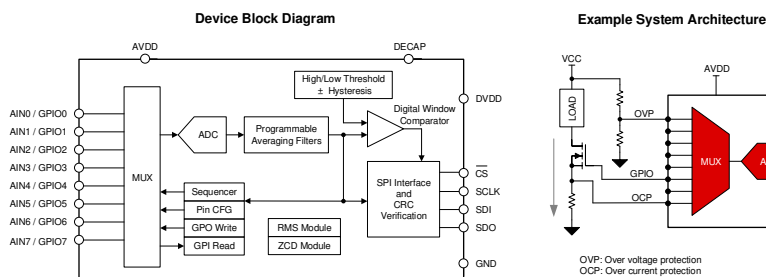 Device Block Diagram
AVDD
DECAP
High/Low Threshold
± Hysteresis
DVDD
Digital Window
Comparator
AIN0 / GPIO0
AIN1 / GPIO1
AIN2 / GPIO2
AIN3 / GPIO3
AIN4 / GPIO4
AIN5 / GPIO5
AIN6 / GPIO6
AIN7 / GPIO7
MUX
ADC
Programmable
Averaging Filters
Sequencer
Pin CFG
GPO Write
GPI Read
RMS Module
ZCD Module
SPI Interface
and
CRC
Verification
CS
SCLK
SDI
SDO
GND
Example System Architecture
VCC
AVDD
LOAD
OVP
GPIO
OCP
MUX
OVP: Over voltage protection
OCP: Over current protection